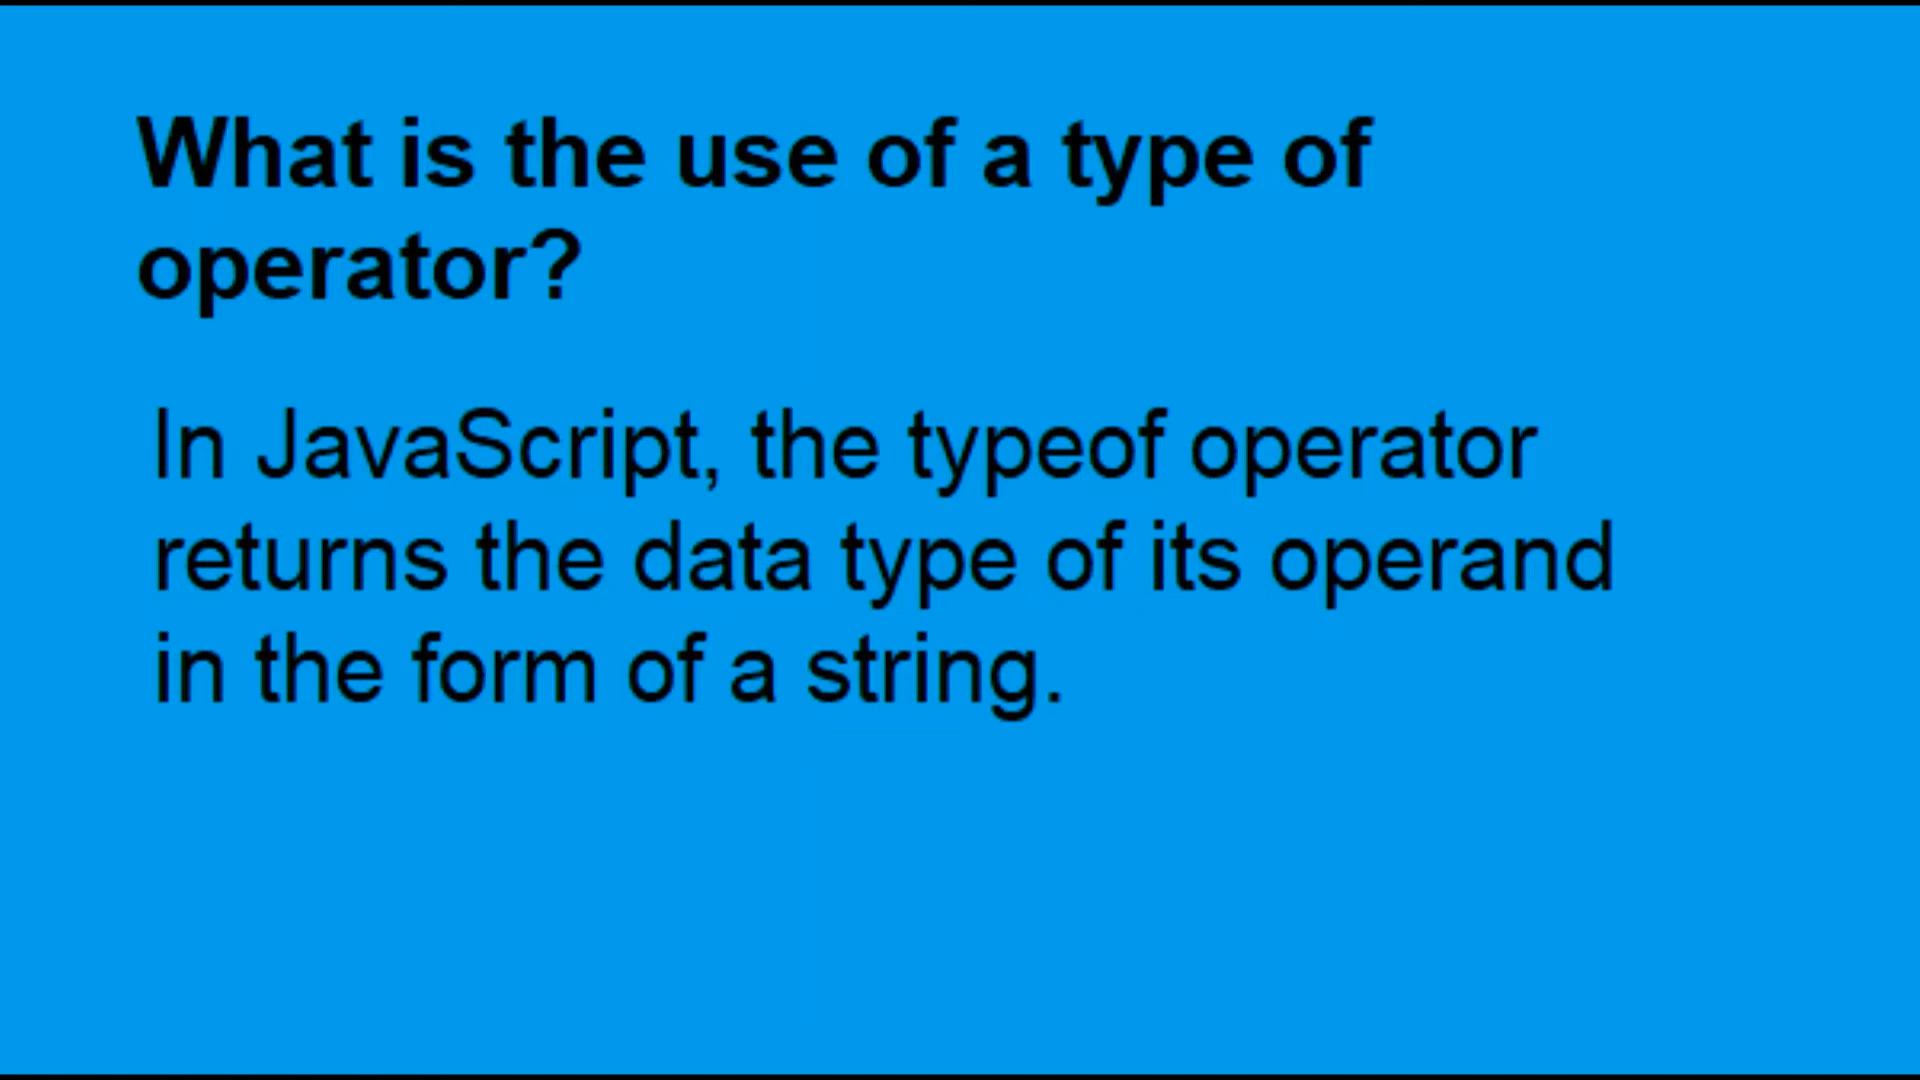 What is the use of a type of
operator?
In JavaScript, the typeof operator
returns the data type of its operand
in the form of a string.